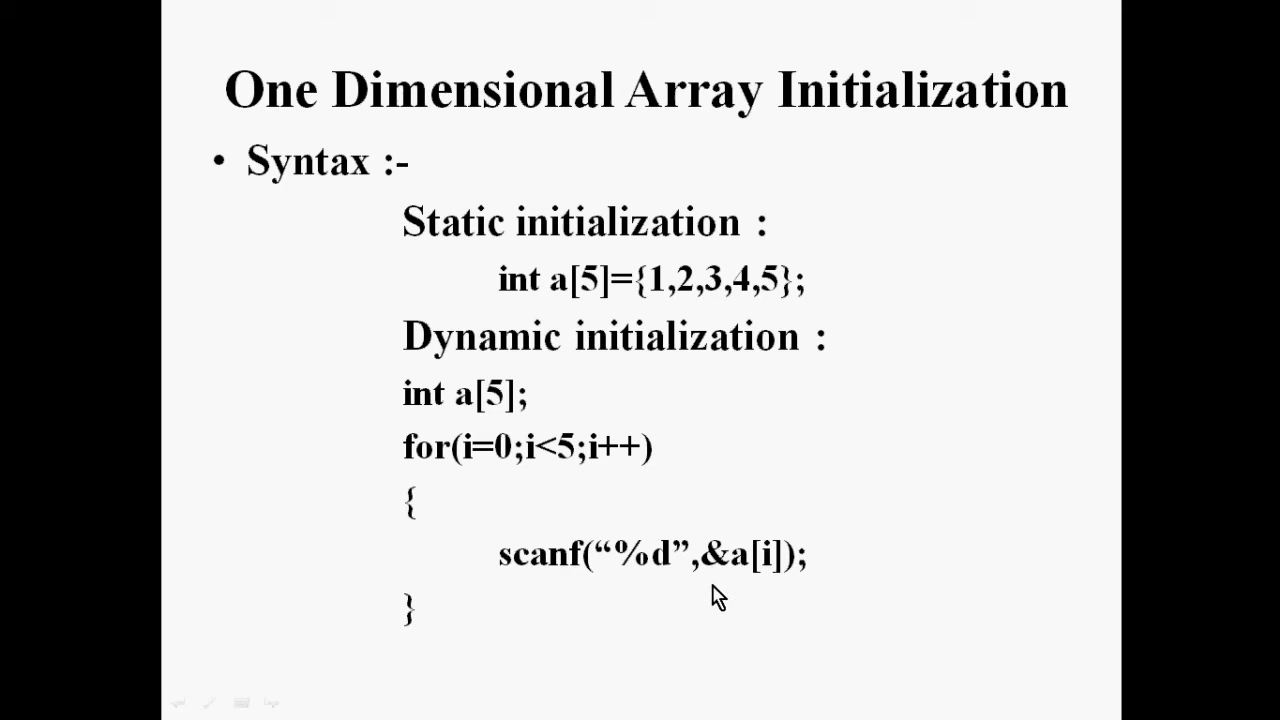 One Dimensional Array Initialization
• Syntax :-
Static initialization :
int a[5]={1,2,3,4,5};
Dynamic initialization :
int a[5];
for(i=0;i<5;i++)
{
scanf(“%d”,&a[i]);
}